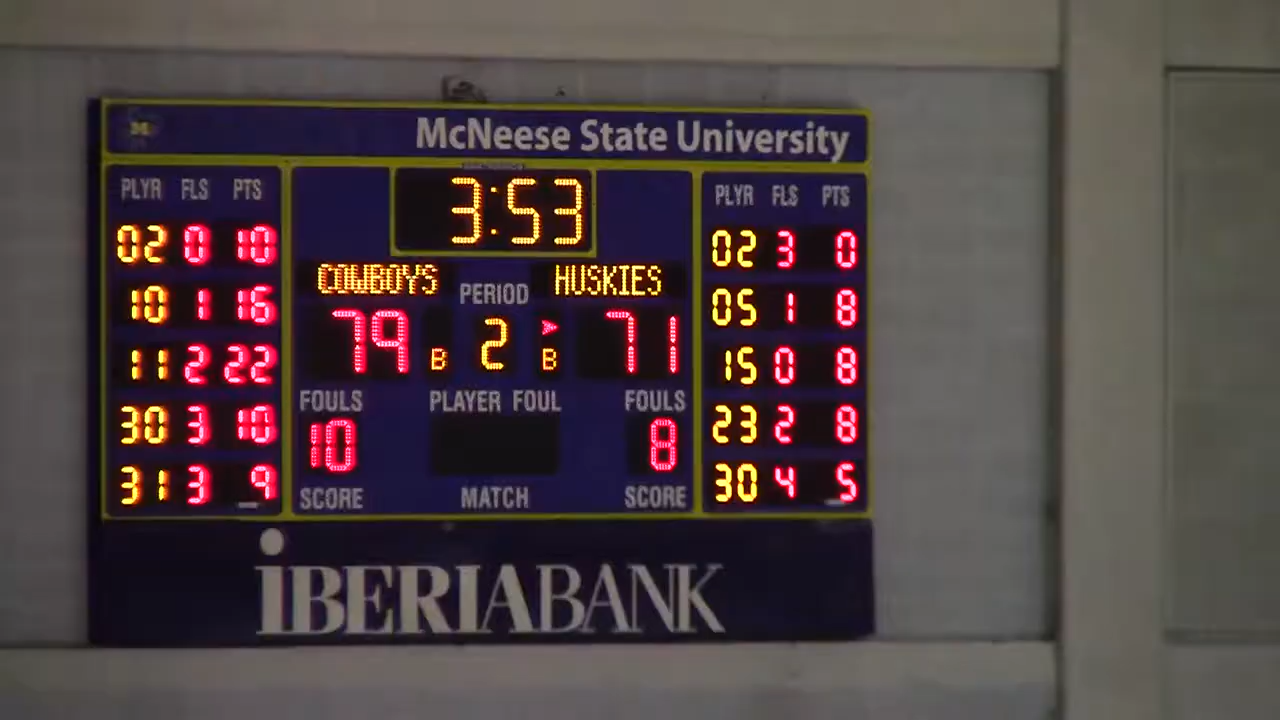 McNeese State University
PLYR FLS PTS
02 0 10
10 1 16
11 2 22
30 3 10
31 3 9
3:53
COWBOYS PERIOD HUSKIES
79 B 2 B 71
FOULS PLAYER FOUL FOULS
10 8
SCORE MATCH SCORE
PLYR FLS PTS
02 3 0
05 1 8
15 0 8
23 2 8
30 4 5
iBERIABANK